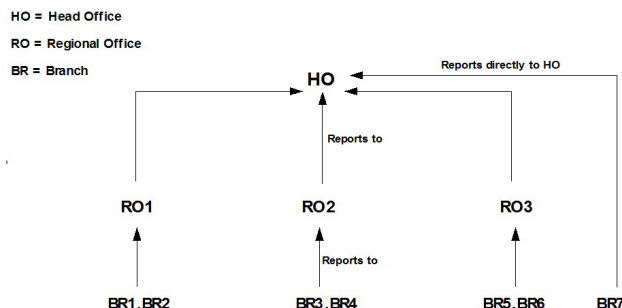 HO = Head Office
RO = Regional Office
BR = Branch
Reports directly to HO
HO
Reports to
RO1
RO2
RO3
Reports to
BR1,BR2
BR3,BR4
BR5,BR6
BR7